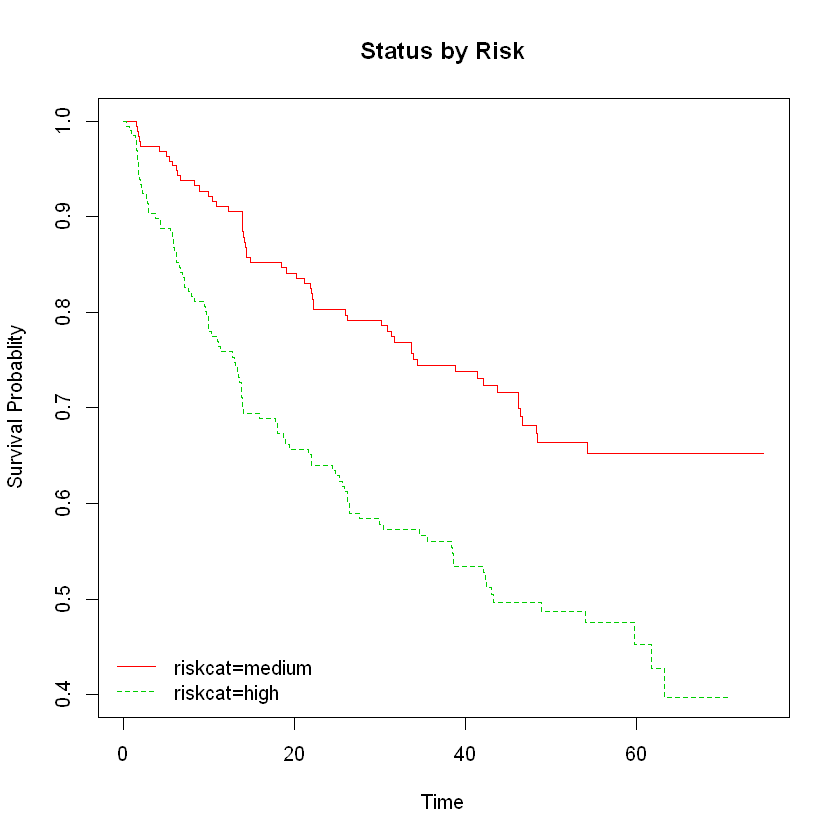 Status by Risk
Survival Probablity
1.0
0.9
0.8
0.7
0.6
0.5
0.4
riskcat=medium
riskcat=high
0 20 40 60
Time